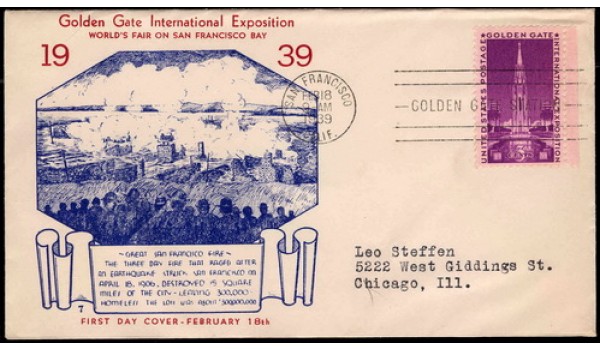 Golden Gate International Exposition
WORLD'S FAIR ON SAN FRANCISCO BAY
19 39
SAN FRANCISCO
FEB 18
AM
1939
CALIF.
GOLDEN GATE STATION
UNITED STATES POSTAGE
GOLDEN GATE
INTERNATIONAL EXPOSITION
3¢
~GREAT SAN FRANCISCO FIRE~
THE THREE DAY FIRE THAT RAGED AFTER
AN EARTHQUAKE STRUCK SAN FRANCISCO ON
APRIL 18, 1906, DESTROYED 15 SQUARE
MILES OF THE CITY - LEAVING 300,000
HOMELESS. THE LOSS WAS ABOUT $300,000,000
7
FIRST DAY COVER-FEBRUARY 18th
Leo Steffen
5222 West Giddings St.
Chicago, Ill.